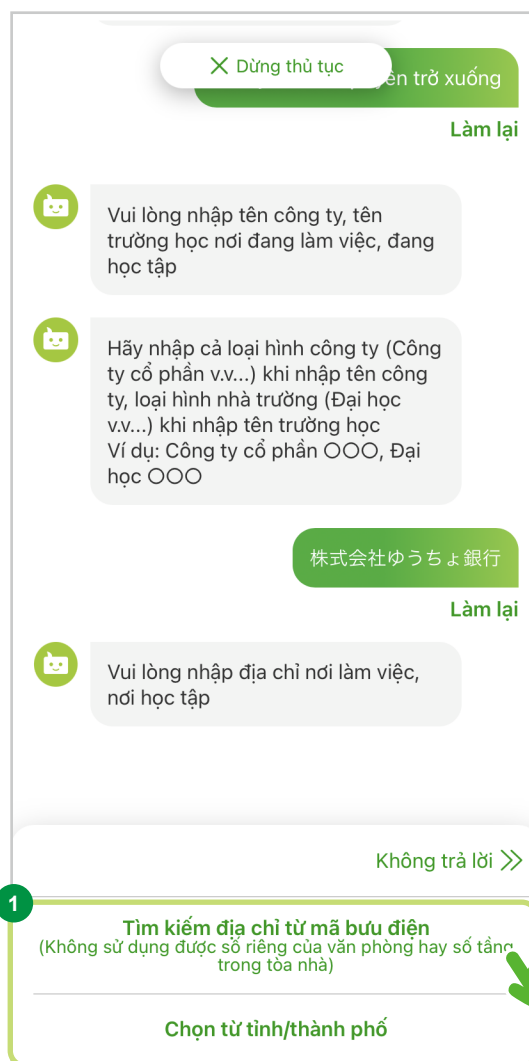 Dừng thủ tục
trở xuống
Làm lại
Vui lòng nhập tên công ty, tên
trường học nơi đang làm việc, đang
học tập
Hãy nhập cả loại hình công ty (Công
ty cổ phần v.v...) khi nhập tên công
ty, loại hình nhà trường (Đại học
v.v...) khi nhập tên trường học
Ví dụ: Công ty cổ phần 〇〇〇, Đại
học 〇〇〇
株式会社ゆうちょ銀行
Làm lại
Vui lòng nhập địa chỉ nơi làm việc,
nơi học tập
Không trả lời
1
Tìm kiếm địa chỉ từ mã bưu điện
(Không sử dụng được số riêng của văn phòng hay số tầng
trong tòa nhà)
Chọn từ tỉnh/thành phố